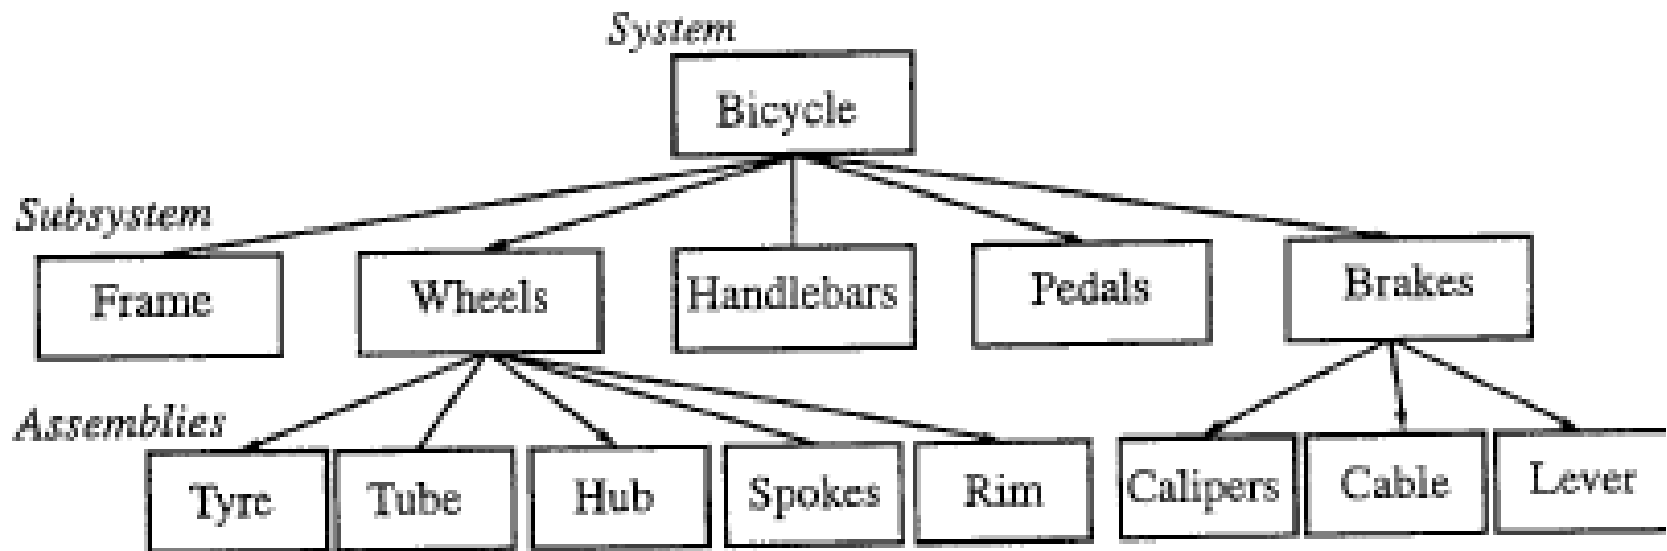 System
Bicycle
Subsystem
Frame
Wheels
Handlebars
Pedals
Brakes
Assemblies
Tyre
Tube
Hub
Spokes
Rim
Calipers
Cable
Lever